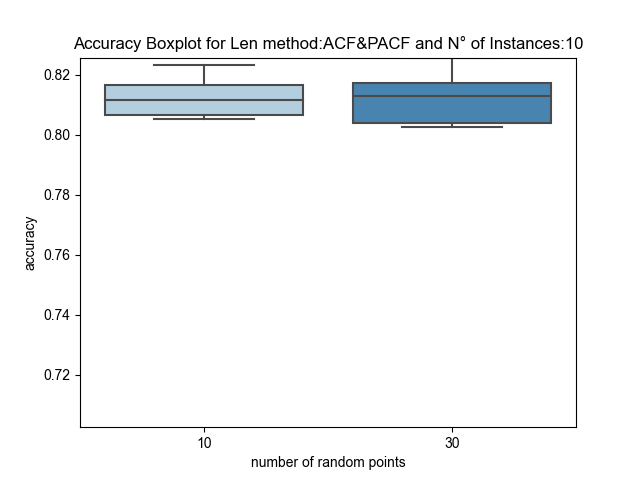 Accuracy Boxplot for Len method:ACF&PACF and N° of Instances:10
0.82
0.80
0.78
0.76
0.74
0.72
accuracy
10
30
number of random points